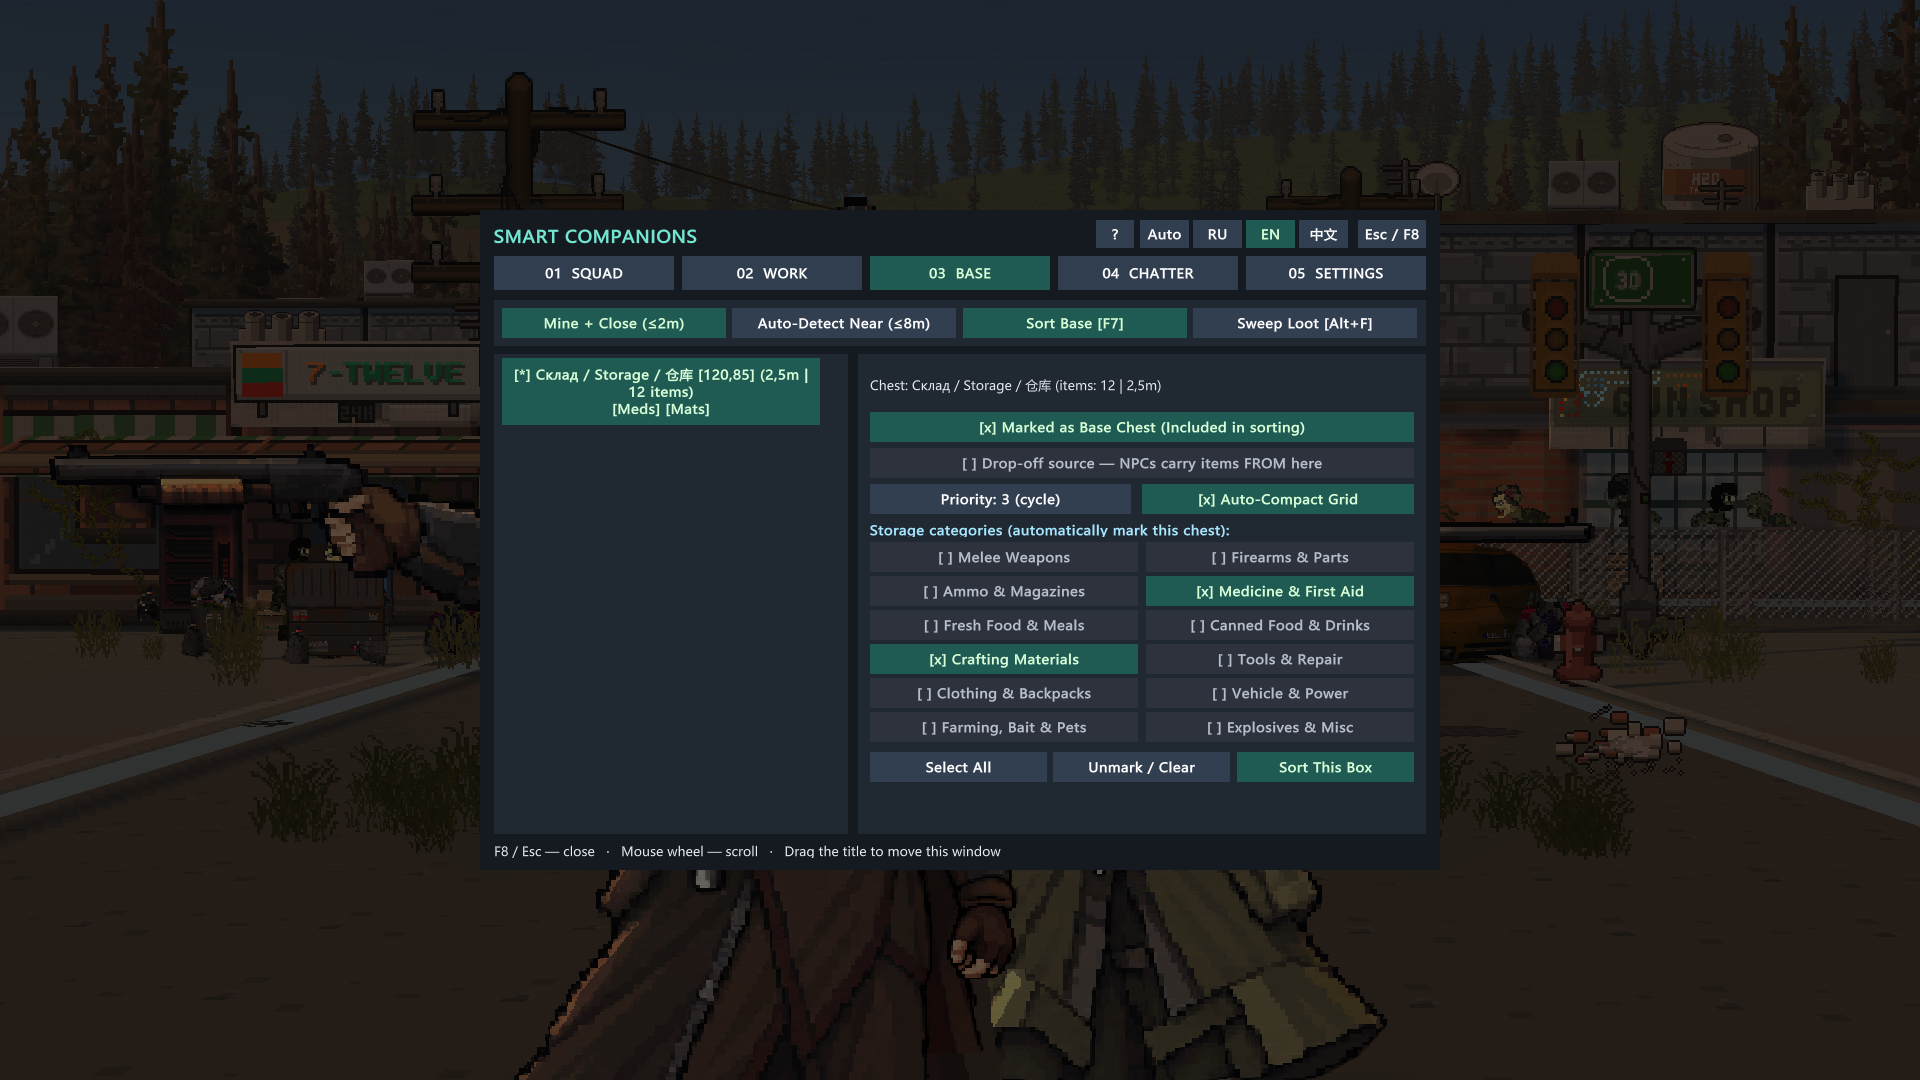 SMART COMPANIONS
? Auto RU EN 中文 Esc / F8
01 SQUAD 02 WORK 03 BASE 04 CHATTER 05 SETTINGS
Mine + Close (≤2m) Auto-Detect Near (≤8m) Sort Base [F7] Sweep Loot [Alt+F]
[*] Склад / Storage / 仓库 [120,85] (2,5m |
12 items)
[Meds] [Mats]
Chest: Склад / Storage / 仓库 (items: 12 | 2,5m)
[x] Marked as Base Chest (Included in sorting)
[ ] Drop-off source — NPCs carry items FROM here
Priority: 3 (cycle) [x] Auto-Compact Grid
Storage categories (automatically mark this chest):
[ ] Melee Weapons [ ] Firearms & Parts
[ ] Ammo & Magazines [x] Medicine & First Aid
[ ] Fresh Food & Meals [ ] Canned Food & Drinks
[x] Crafting Materials [ ] Tools & Repair
[ ] Clothing & Backpacks [ ] Vehicle & Power
[ ] Farming, Bait & Pets [ ] Explosives & Misc
Select All Unmark / Clear Sort This Box
F8 / Esc — close · Mouse wheel — scroll · Drag the title to move this window
7-TWELVE
24H
30
GUN SHOP
H2O